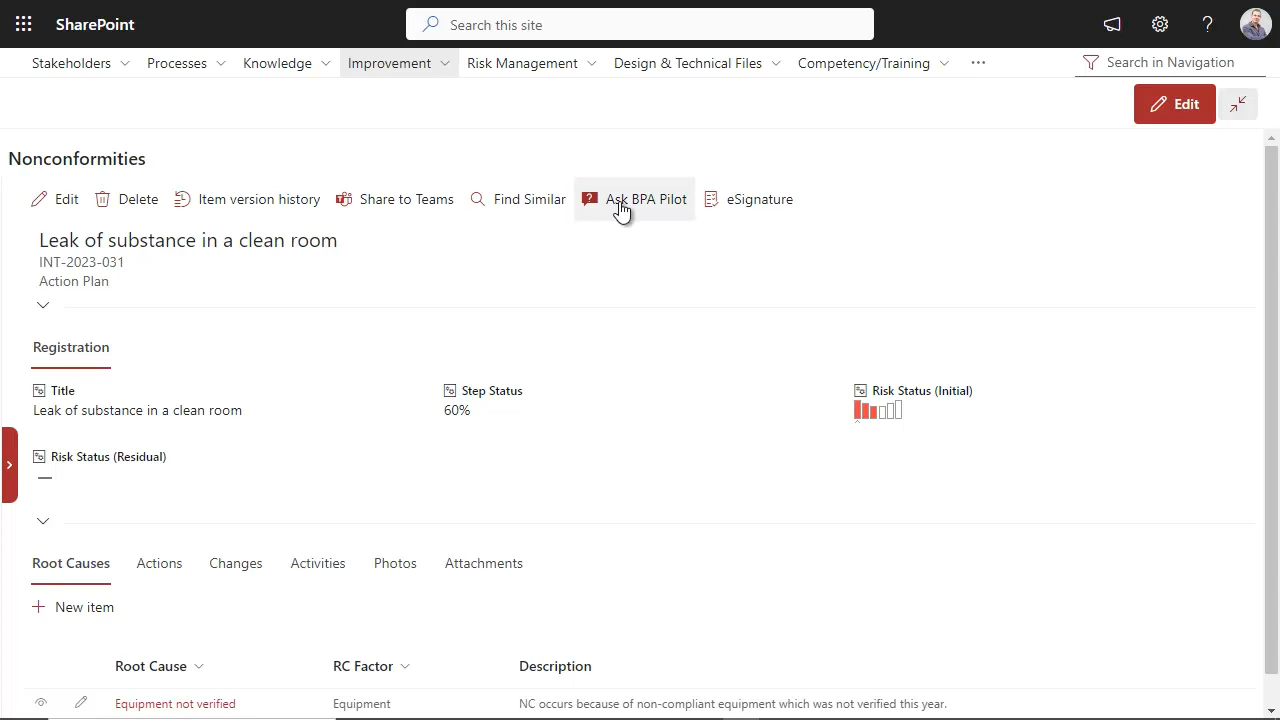 SharePoint Search this site ?
Stakeholders Processes Knowledge Improvement Risk Management Design & Technical Files Competency/Training ··· Search in Navigation
Edit
Nonconformities
Edit Delete Item version history Share to Teams Find Similar Ask BPA Pilot eSignature
Leak of substance in a clean room
INT-2023-031
Action Plan
Registration
Title Step Status Risk Status (Initial)
Leak of substance in a clean room 60%
Risk Status (Residual)
—
Root Causes Actions Changes Activities Photos Attachments
+ New item
Root Cause RC Factor Description
Equipment not verified Equipment NC occurs because of non-compliant equipment which was not verified this year.